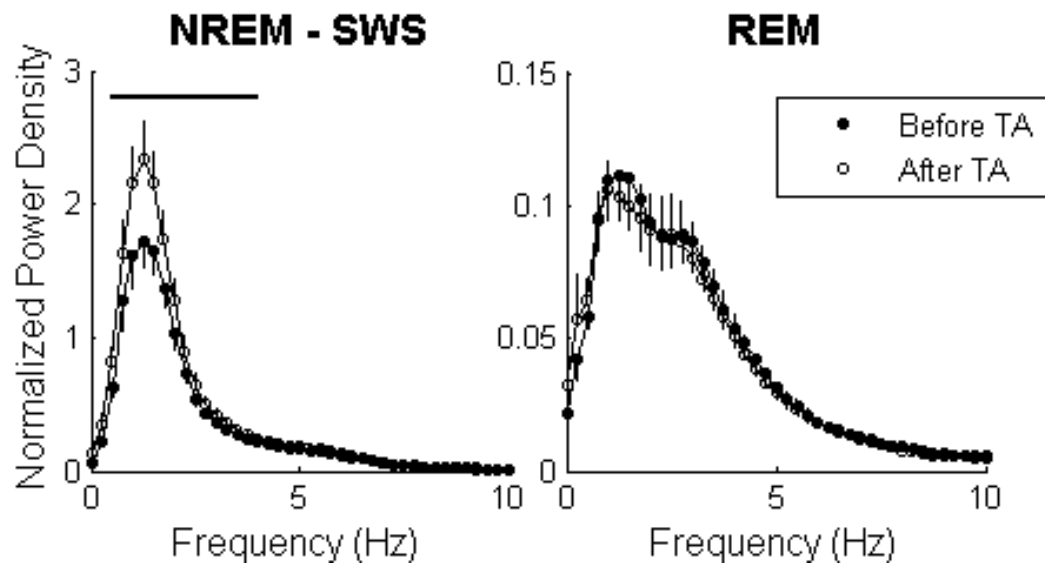 NREM - SWS
REM
Normalized Power Density
3
2
1
0
0
5
10
Frequency (Hz)
0.15
0.1
0.05
0
0
5
10
Frequency (Hz)
Before TA
After TA